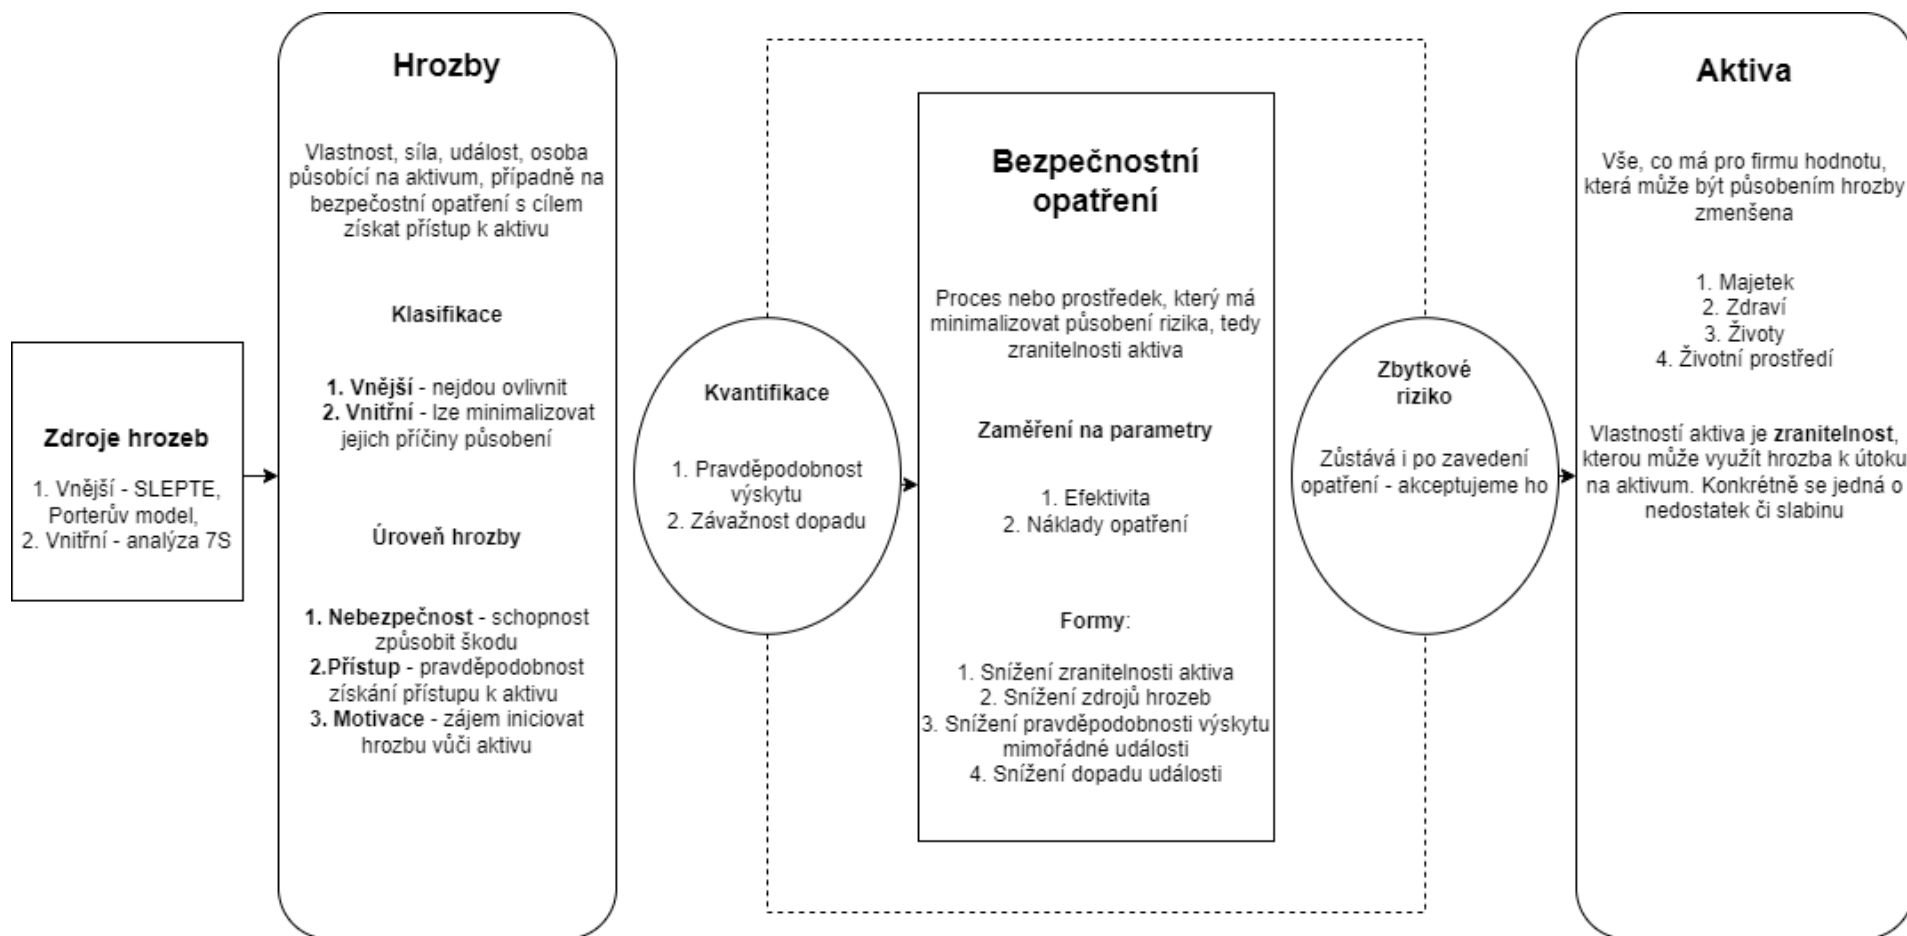 Zdroje hrozeb
1. Vnější - SLEPTE,
Porterův model,
2. Vnitřní - analýza 7S
Hrozby
Vlastnost, síla, událost, osoba
působící na aktivum, případně na
bezpečostní opatření s cílem
získat přístup k aktivu
Klasifikace
1. Vnější - nejdou ovlivnit
2. Vnitřní - lze minimalizovat
jejich příčiny působení
Úroveň hrozby
1. Nebezpečnost - schopnost
způsobit škodu
2.Přístup - pravděpodobnost
získání přístupu k aktivu
3. Motivace - zájem iniciovat
hrozbu vůči aktivu
Kvantifikace
1. Pravděpodobnost
výskytu
2. Závažnost dopadu
Bezpečnostní
opatření
Proces nebo prostředek, který má
minimalizovat působení rizika, tedy
zranitelnosti aktiva
Zaměření na parametry
1. Efektivita
2. Náklady opatření
Formy:
1. Snížení zranitelnosti aktiva
2. Snížení zdrojů hrozeb
3. Snížení pravděpodobnosti výskytu
mimořádné události
4. Snížení dopadu události
Zbytkové
riziko
Zůstává i po zavedení
opatření - akceptujeme ho
Aktiva
Vše, co má pro firmu hodnotu,
která může být působením hrozby
zmenšena
1. Majetek
2. Zdraví
3. Životy
4. Životní prostředí
Vlastností aktiva je zranitelnost,
kterou může využít hrozba k útoku
na aktivum. Konkrétně se jedná o
nedostatek či slabinu